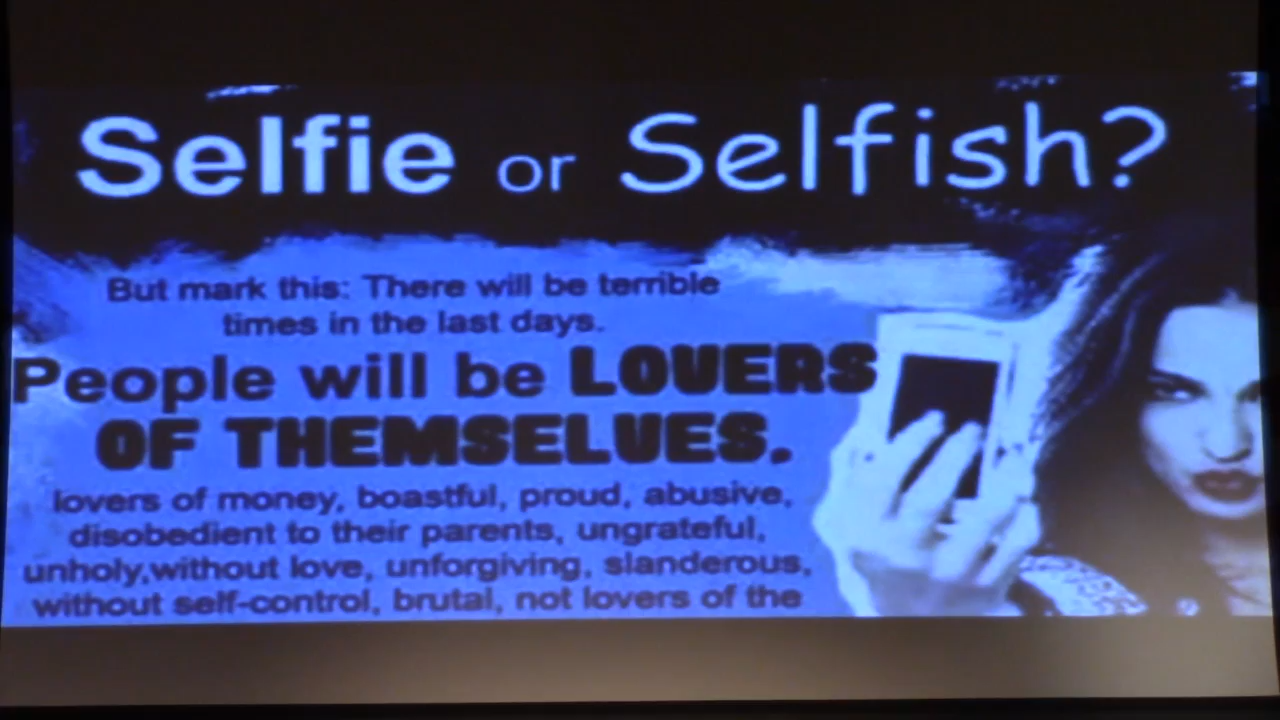 Selfie or Selfish?
But mark this: There will be terrible
times in the last days.
People will be LOVERS
OF THEMSELVES.
lovers of money, boastful, proud, abusive,
disobedient to their parents, ungrateful,
unholy,without love, unforgiving, slanderous,
without self-control, brutal, not lovers of the